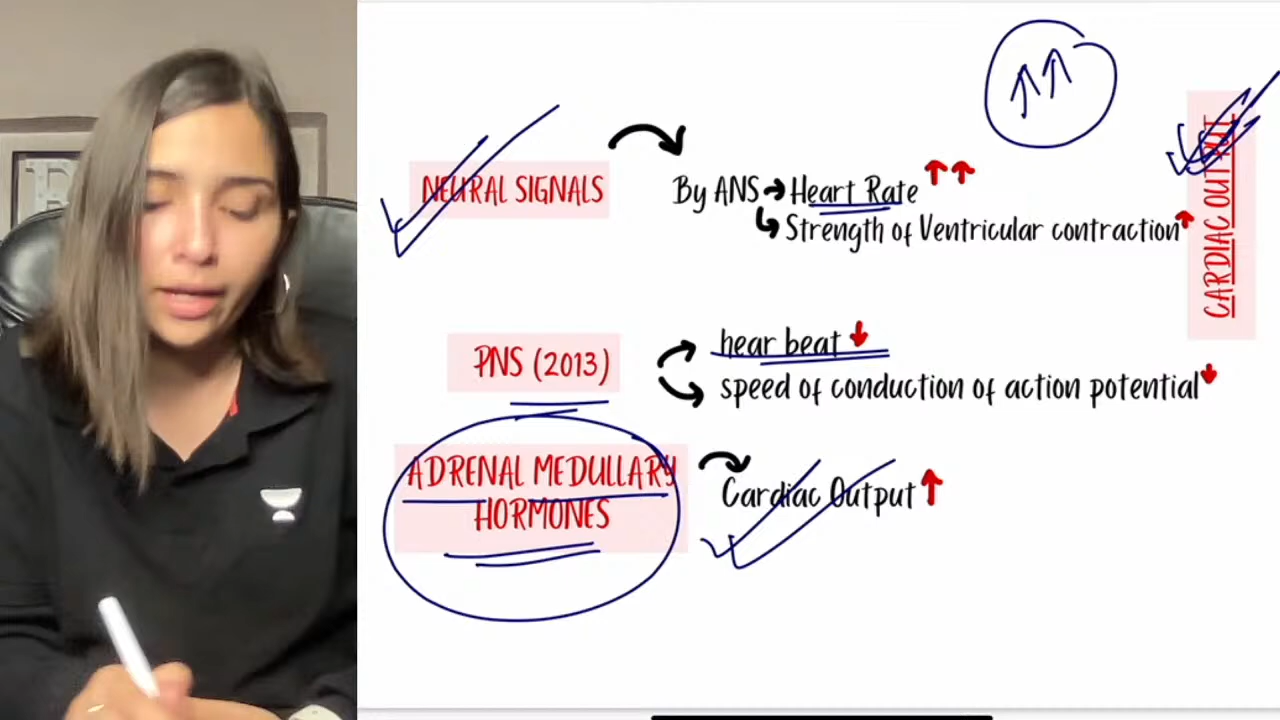 NEURAL SIGNALS
By ANS → Heart Rate ↑↑
↳ Strength of Ventricular contraction ↑
CARDIAC OUTPUT
PNS (2013)
hear beat ↓
speed of conduction of action potential ↓
ADRENAL MEDULLARY
HORMONES
Cardiac Output ↑